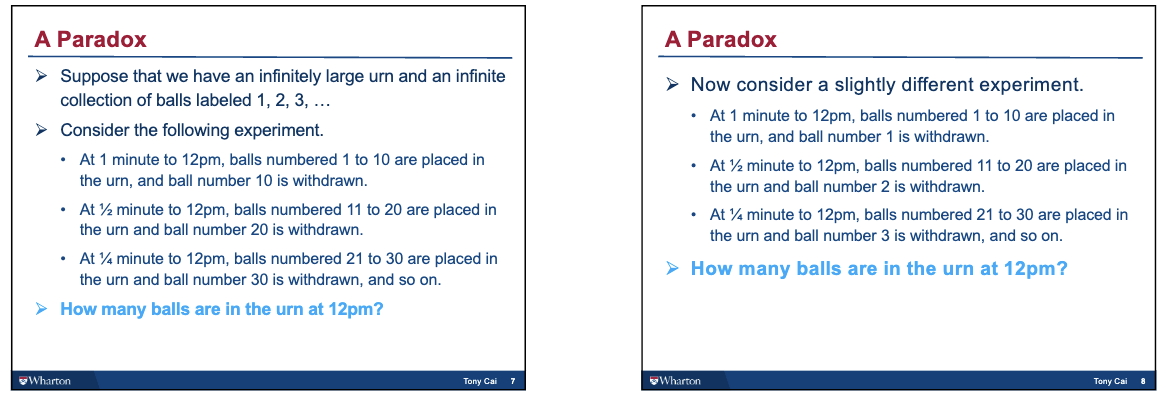 A Paradox
➢ Suppose that we have an infinitely large urn and an infinite
collection of balls labeled 1, 2, 3, …
➢ Consider the following experiment.
• At 1 minute to 12pm, balls numbered 1 to 10 are placed in
the urn, and ball number 10 is withdrawn.
• At ½ minute to 12pm, balls numbered 11 to 20 are placed in
the urn and ball number 20 is withdrawn.
• At ¼ minute to 12pm, balls numbered 21 to 30 are placed in
the urn and ball number 30 is withdrawn, and so on.
➢ How many balls are in the urn at 12pm?
Wharton
Tony Cai 7
A Paradox
➢ Now consider a slightly different experiment.
• At 1 minute to 12pm, balls numbered 1 to 10 are placed in
the urn, and ball number 1 is withdrawn.
• At ½ minute to 12pm, balls numbered 11 to 20 are placed in
the urn and ball number 2 is withdrawn.
• At ¼ minute to 12pm, balls numbered 21 to 30 are placed in
the urn and ball number 3 is withdrawn, and so on.
➢ How many balls are in the urn at 12pm?
Wharton
Tony Cai 8